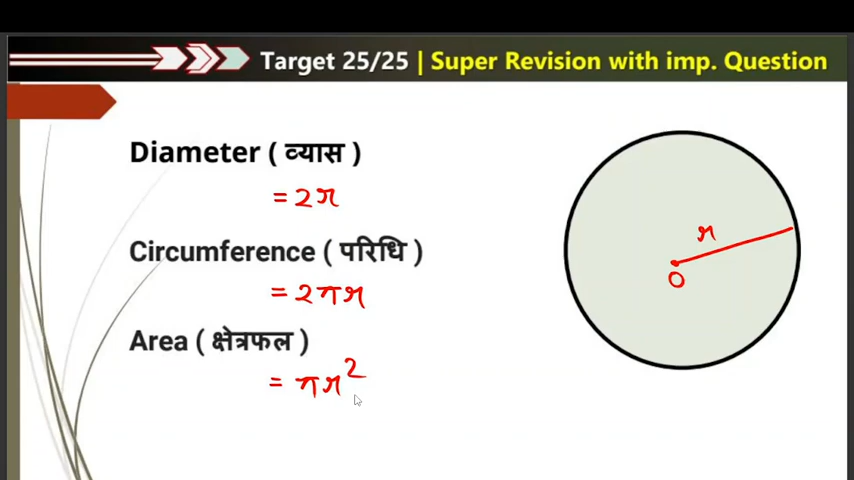 Target 25/25 | Super Revision with imp. Question
Diameter ( व्यास )
= 2r
Circumference ( परिधि )
= 2πr
Area ( क्षेत्रफल )
= πr²
r
O